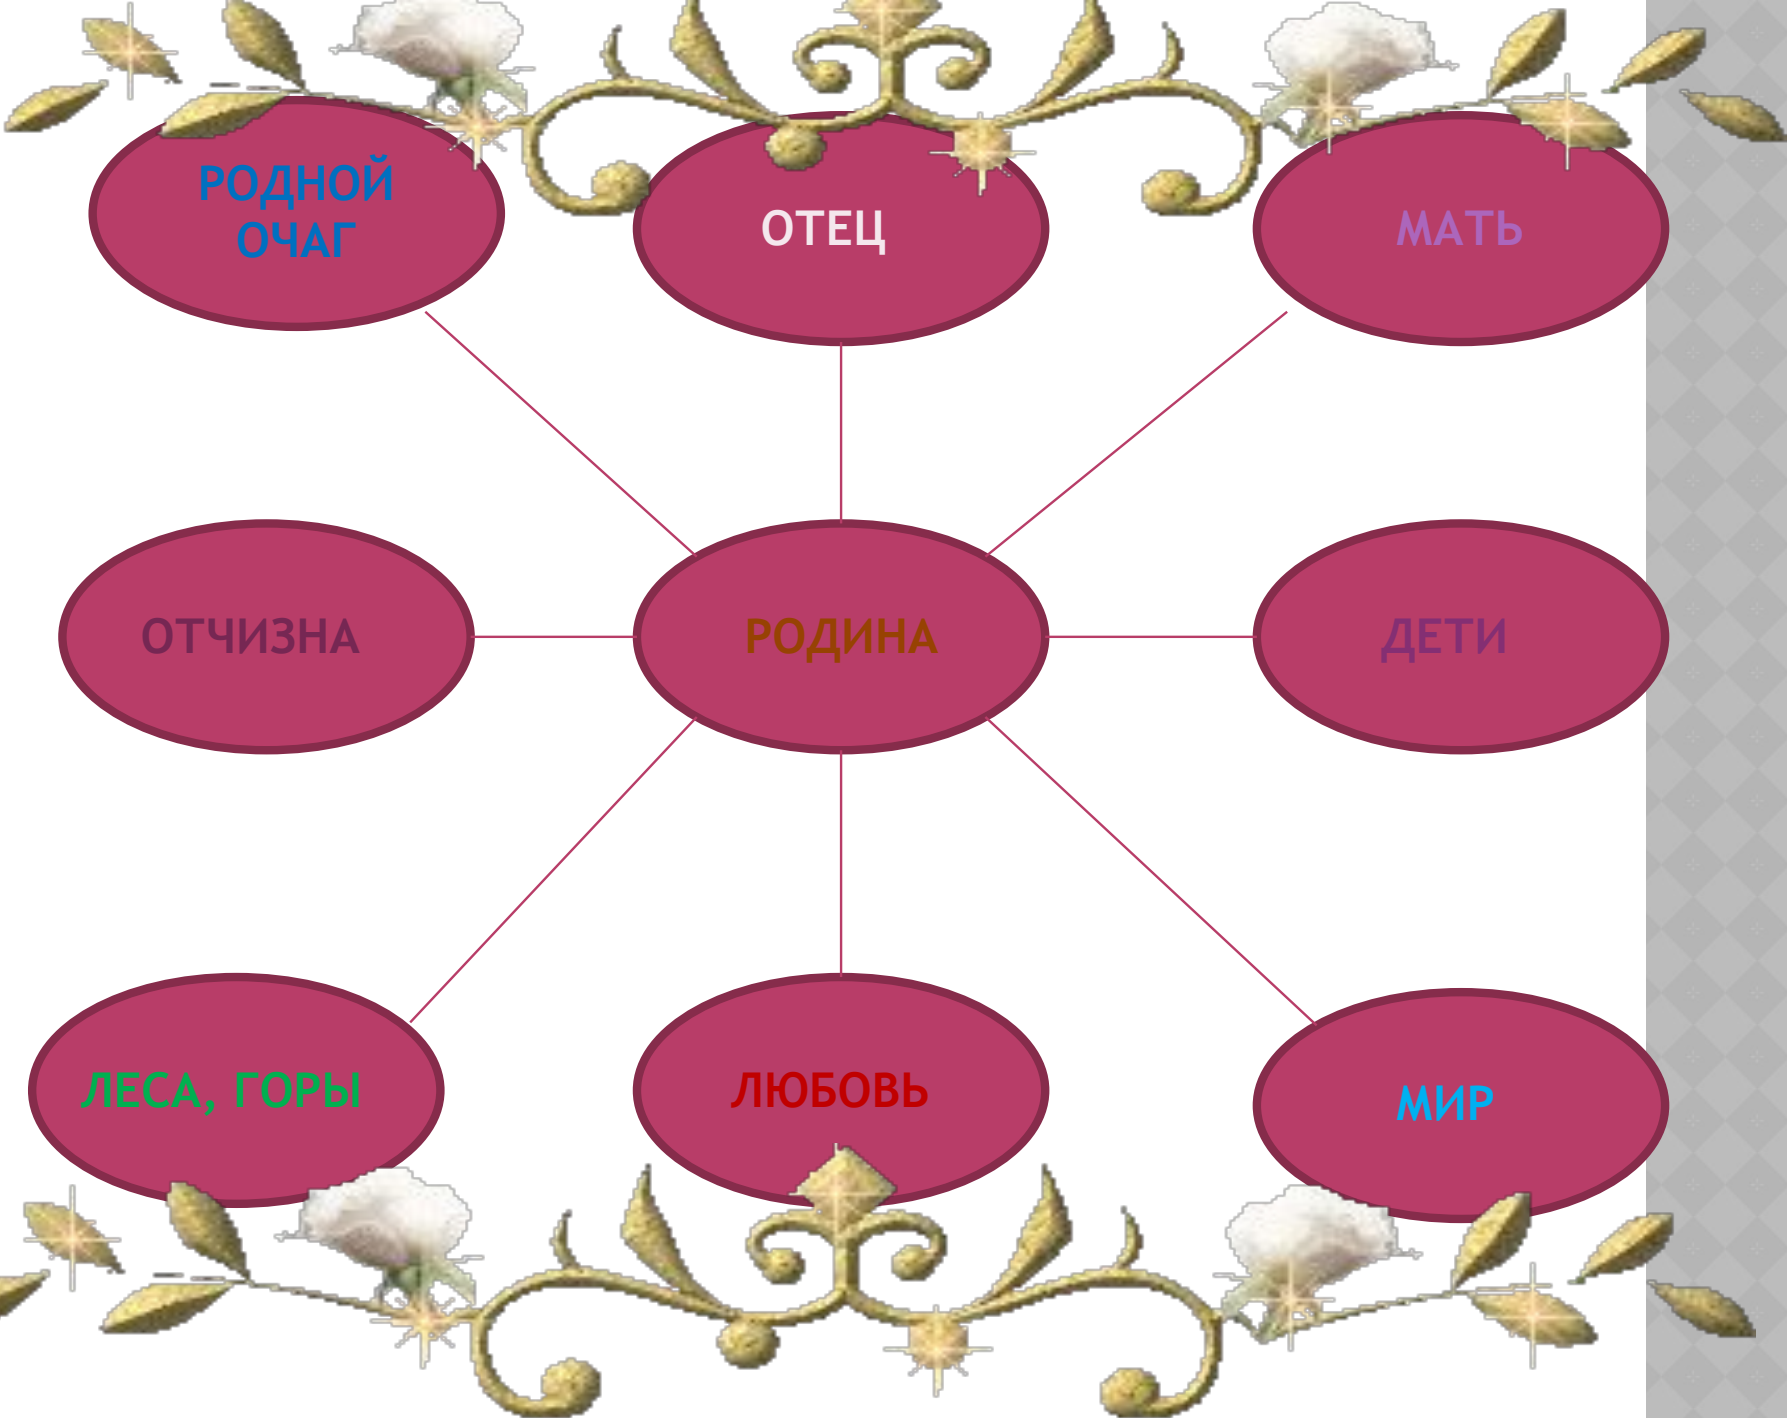 РОДНОЙ
ОЧАГ
ОТЕЦ
МАТЬ
ОТЧИЗНА
РОДИНА
ДЕТИ
ЛЕСА, ГОРЫ
ЛЮБОВЬ
МИР